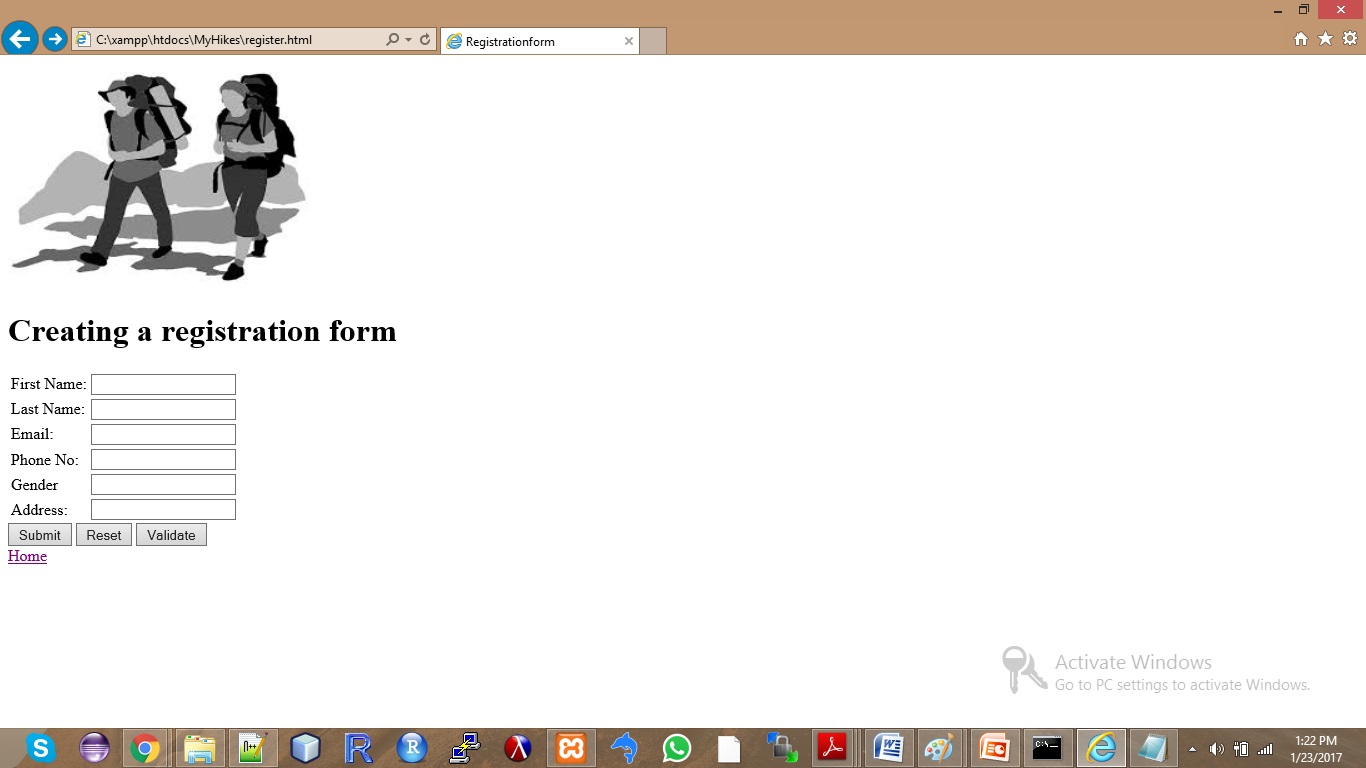 C:\xampp\htdocs\MyHikes\register.html
Registrationform
Creating a registration form
First Name:
Last Name:
Email:
Phone No:
Gender
Address:
Submit Reset Validate
Home
Activate Windows
Go to PC settings to activate Windows.
1:22 PM
1/23/2017